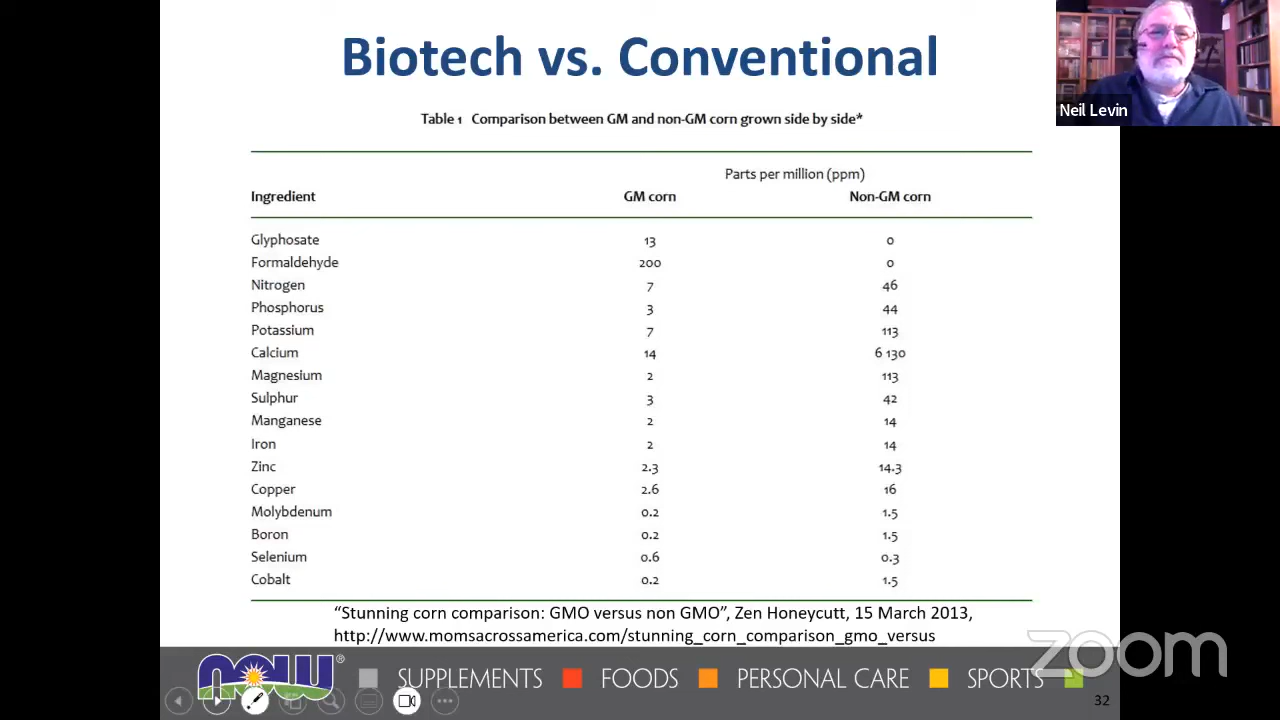 Biotech vs. Conventional
Neil Levin
Table 1 Comparison between GM and non-GM corn grown side by side*
Parts per million (ppm)
Ingredient GM corn Non-GM corn
Glyphosate 13 0
Formaldehyde 200 0
Nitrogen 7 46
Phosphorus 3 44
Potassium 7 113
Calcium 14 6 130
Magnesium 2 113
Sulphur 3 42
Manganese 2 14
Iron 2 14
Zinc 2.3 14.3
Copper 2.6 16
Molybdenum 0.2 1.5
Boron 0.2 1.5
Selenium 0.6 0.3
Cobalt 0.2 1.5
“Stunning corn comparison: GMO versus non GMO”, Zen Honeycutt, 15 March 2013,
http://www.momsacrossamerica.com/stunning_corn_comparison_gmo_versus
NOW® SUPPLEMENTS FOODS PERSONAL CARE SPORTS
zoom
32